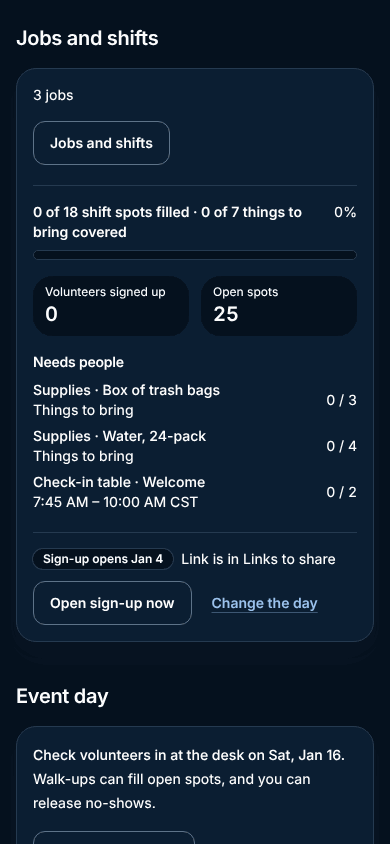 Jobs and shifts
3 jobs
Jobs and shifts
0 of 18 shift spots filled · 0 of 7 things to bring covered
0%
Volunteers signed up
0
Open spots
25
Needs people
Supplies · Box of trash bags
Things to bring
0 / 3
Supplies · Water, 24-pack
Things to bring
0 / 4
Check-in table · Welcome
7:45 AM – 10:00 AM CST
0 / 2
Sign-up opens Jan 4
Link is in Links to share
Open sign-up now
Change the day
Event day
Check volunteers in at the desk on Sat, Jan 16.
Walk-ups can fill open spots, and you can
release no-shows.